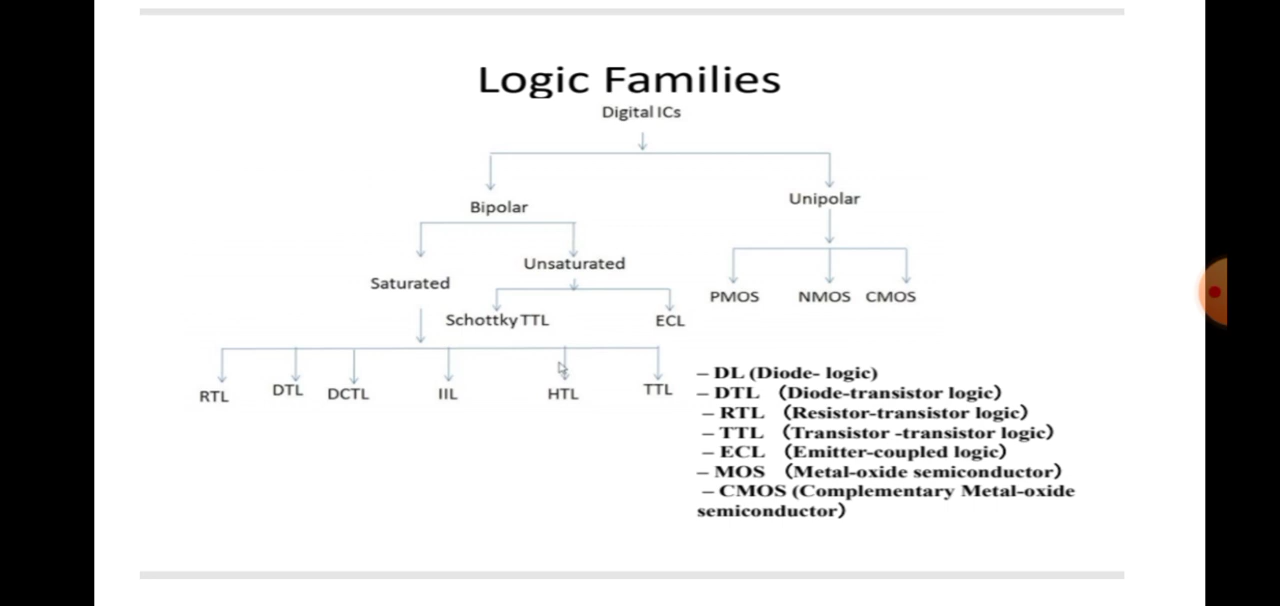 Logic Families
Digital ICs
Bipolar
Unipolar
Saturated
Unsaturated
Schottky TTL
ECL
PMOS
NMOS
CMOS
RTL
DTL
DCTL
IIL
HTL
TTL
– DL (Diode- logic)
– DTL (Diode-transistor logic)
– RTL (Resistor-transistor logic)
– TTL (Transistor -transistor logic)
– ECL (Emitter-coupled logic)
– MOS (Metal-oxide semiconductor)
– CMOS (Complementary Metal-oxide
semiconductor)